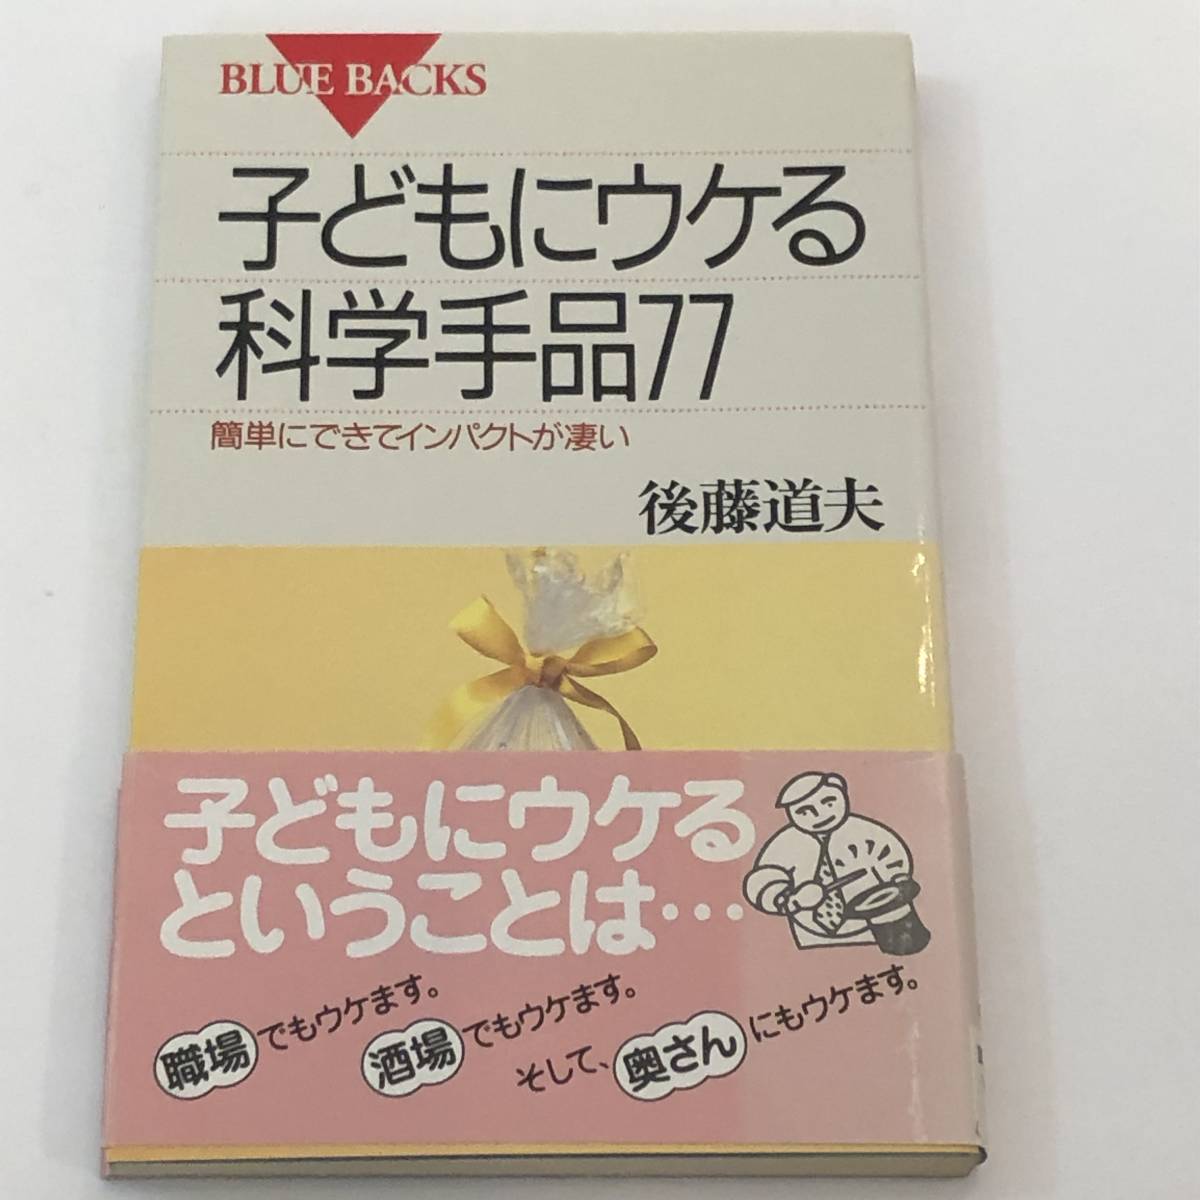 BLUE BACKS
子どもにウケる
科学手品77
簡単にできてインパクトが凄い
後藤道夫
子どもにウケる
ということは…
職場でもウケます。
酒場でもウケます。
そして、奥さんにもウケます。